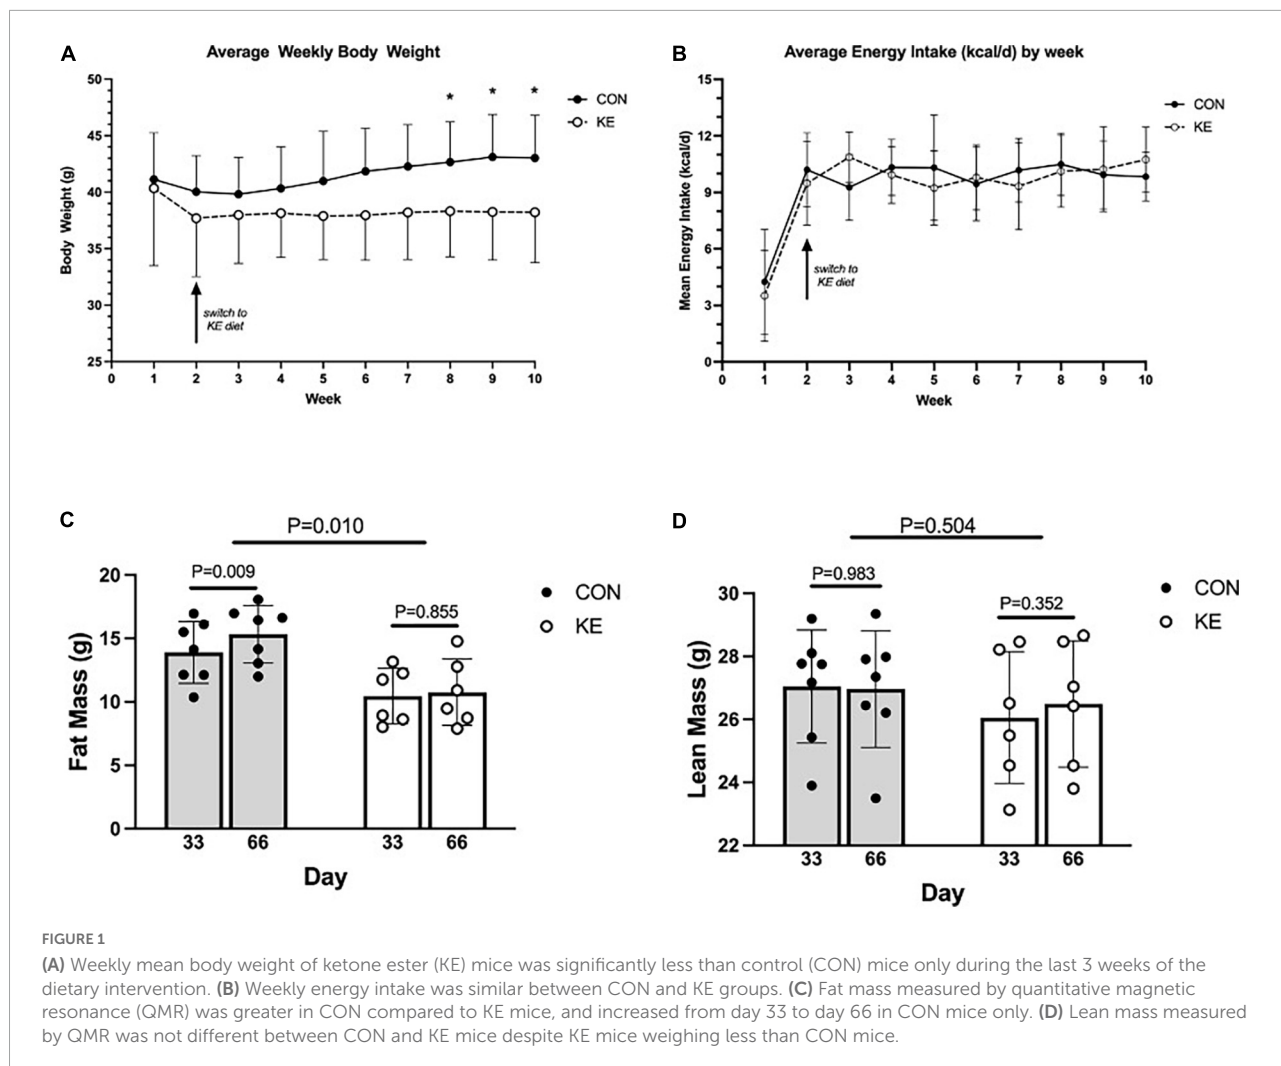 A
Average Weekly Body Weight
50
45
40
35
30
25
Body Weight (g)
* * *
CON
KE
switch to
KE diet
0 1 2 3 4 5 6 7 8 9 10
Week
B
Average Energy Intake (kcal/d) by week
15
12
9
6
3
0
Mean Energy Intake (kcal/d)
CON
KE
switch to
KE diet
0 1 2 3 4 5 6 7 8 9 10
Week
C
P=0.010
P=0.009
P=0.855
20
15
10
5
0
Fat Mass (g)
CON
KE
33 66 33 66
Day
D
P=0.504
P=0.983
P=0.352
30
28
26
24
22
Lean Mass (g)
CON
KE
33 66 33 66
Day
FIGURE 1
(A) Weekly mean body weight of ketone ester (KE) mice was significantly less than control (CON) mice only during the last 3 weeks of the
dietary intervention. (B) Weekly energy intake was similar between CON and KE groups. (C) Fat mass measured by quantitative magnetic
resonance (QMR) was greater in CON compared to KE mice, and increased from day 33 to day 66 in CON mice only. (D) Lean mass measured
by QMR was not different between CON and KE mice despite KE mice weighing less than CON mice.